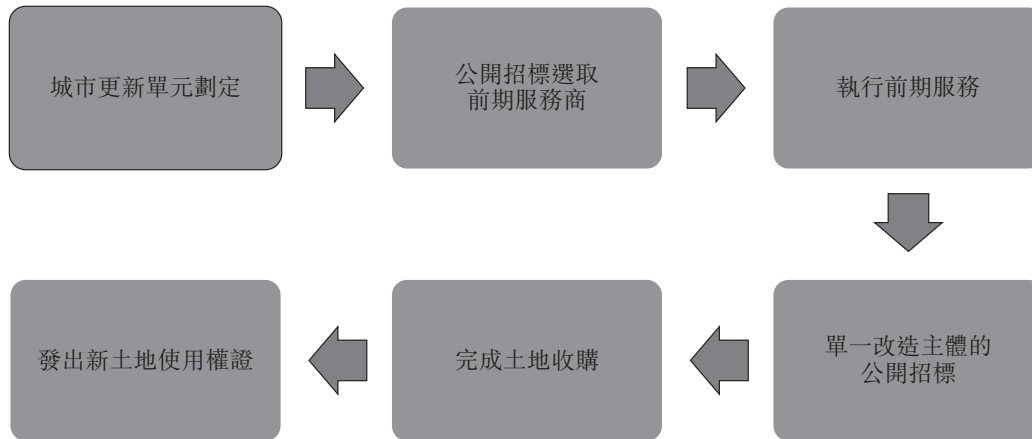 城市更新單元劃定
公開招標選取
前期服務商
執行前期服務
單一改造主體的
公開招標
完成土地收購
發出新土地使用權證